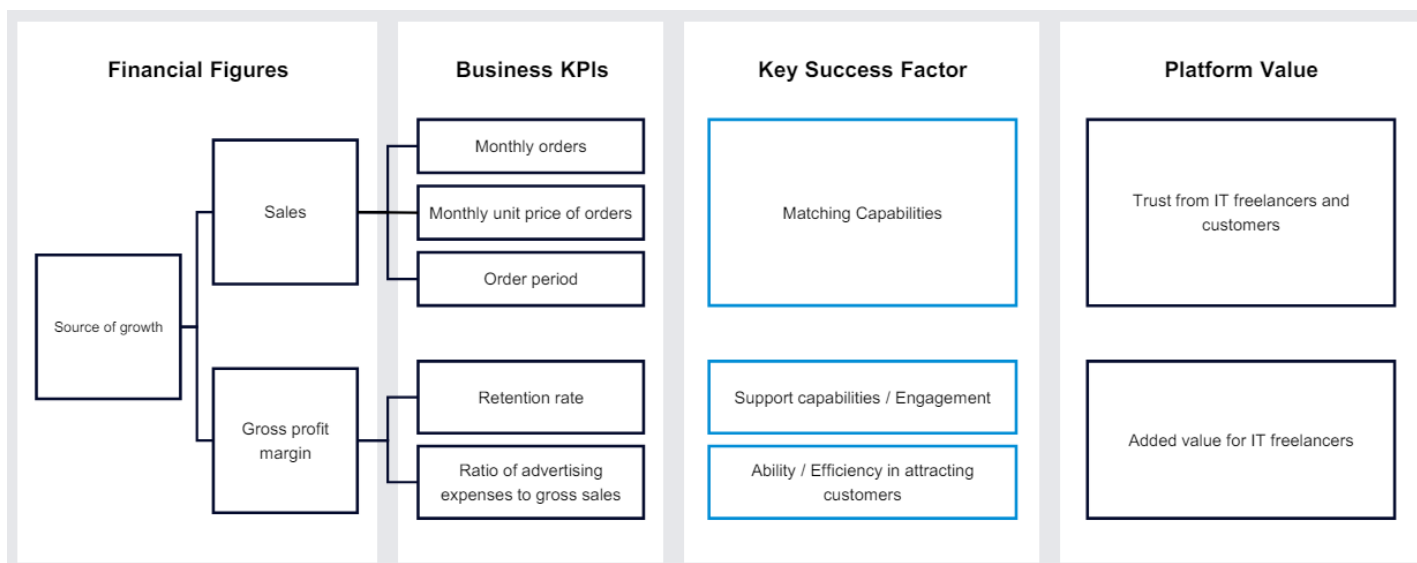 Financial Figures
Business KPIs
Key Success Factor
Platform Value
Source of growth
Sales
Monthly orders
Monthly unit price of orders
Order period
Matching Capabilities
Trust from IT freelancers and
customers
Gross profit
margin
Retention rate
Ratio of advertising
expenses to gross sales
Support capabilities / Engagement
Ability / Efficiency in attracting
customers
Added value for IT freelancers